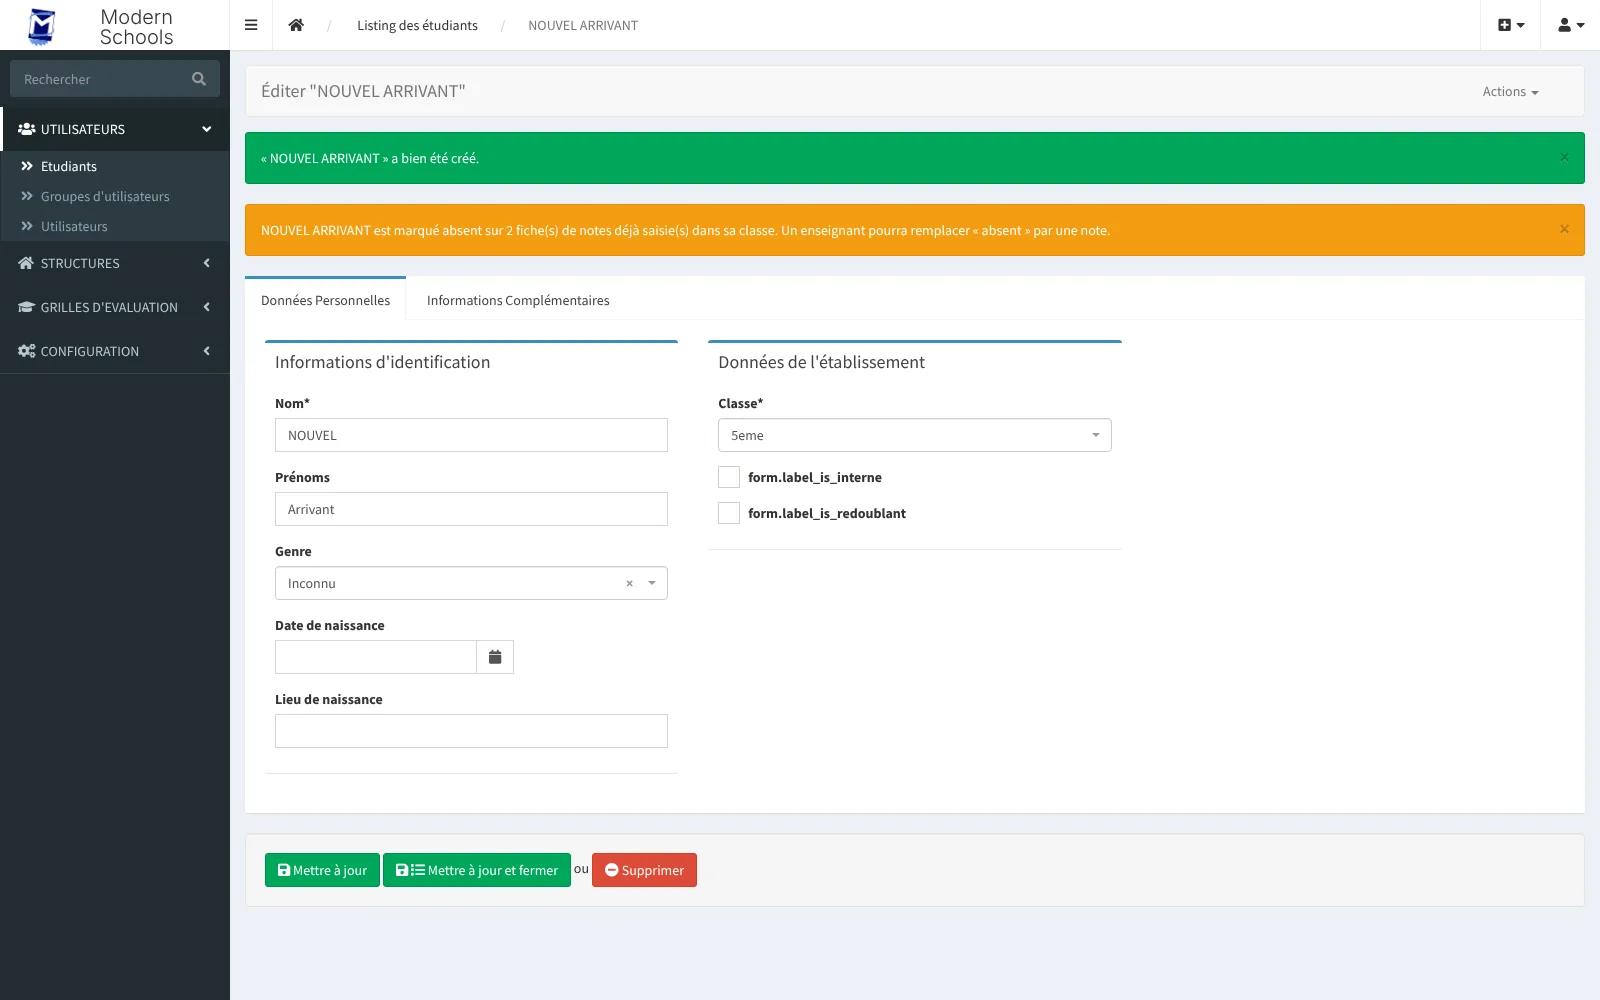 Modern
Schools
Listing des étudiants
/
NOUVEL ARRIVANT
Rechercher
UTILISATEURS
Etudiants
Groupes d'utilisateurs
Utilisateurs
STRUCTURES
GRILLES D'EVALUATION
CONFIGURATION
Éditer "NOUVEL ARRIVANT"
Actions
« NOUVEL ARRIVANT » a bien été créé.
×
NOUVEL ARRIVANT est marqué absent sur 2 fiche(s) de notes déjà saisie(s) dans sa classe. Un enseignant pourra remplacer « absent » par une note.
×
Données Personnelles
Informations Complémentaires
Informations d'identification
Nom*
NOUVEL
Prénoms
Arrivant
Genre
Inconnu
×
Date de naissance
Lieu de naissance
Données de l'établissement
Classe*
5eme
form.label_is_interne
form.label_is_redoublant
Mettre à jour
Mettre à jour et fermer
ou
Supprimer